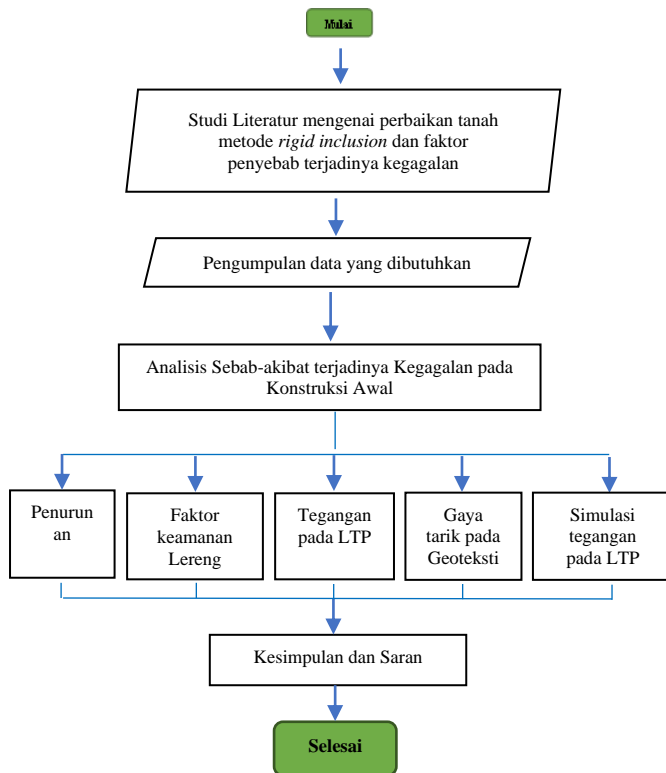 Mulai
Studi Literatur mengenai perbaikan tanah
metode rigid inclusion dan faktor
penyebab terjadinya kegagalan
Pengumpulan data yang dibutuhkan
Analisis Sebab-akibat terjadinya Kegagalan pada
Konstruksi Awal
Penurun
an
Faktor
keamanan
Lereng
Tegangan
pada LTP
Gaya
tarik pada
Geoteksti
Simulasi
tegangan
pada LTP
Kesimpulan dan Saran
Selesai